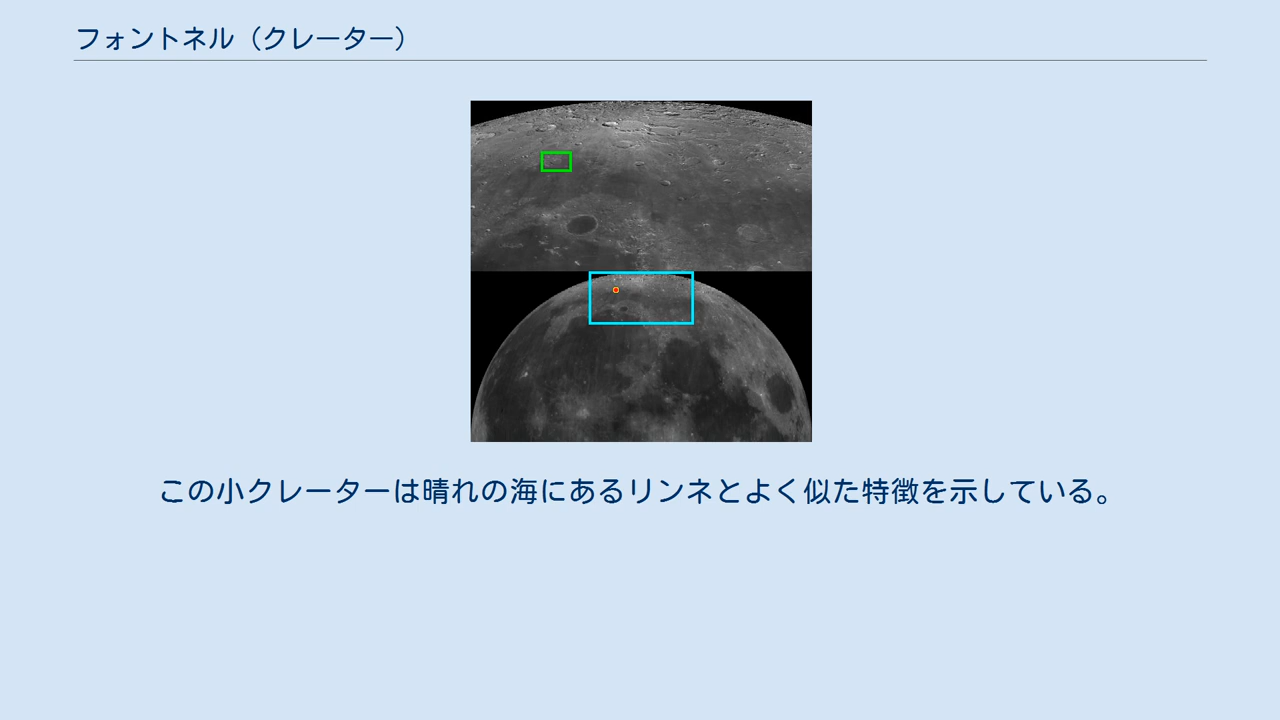 フォントネル（クレーター）
この小クレーターは晴れの海にあるリンネとよく似た特徴を示している。